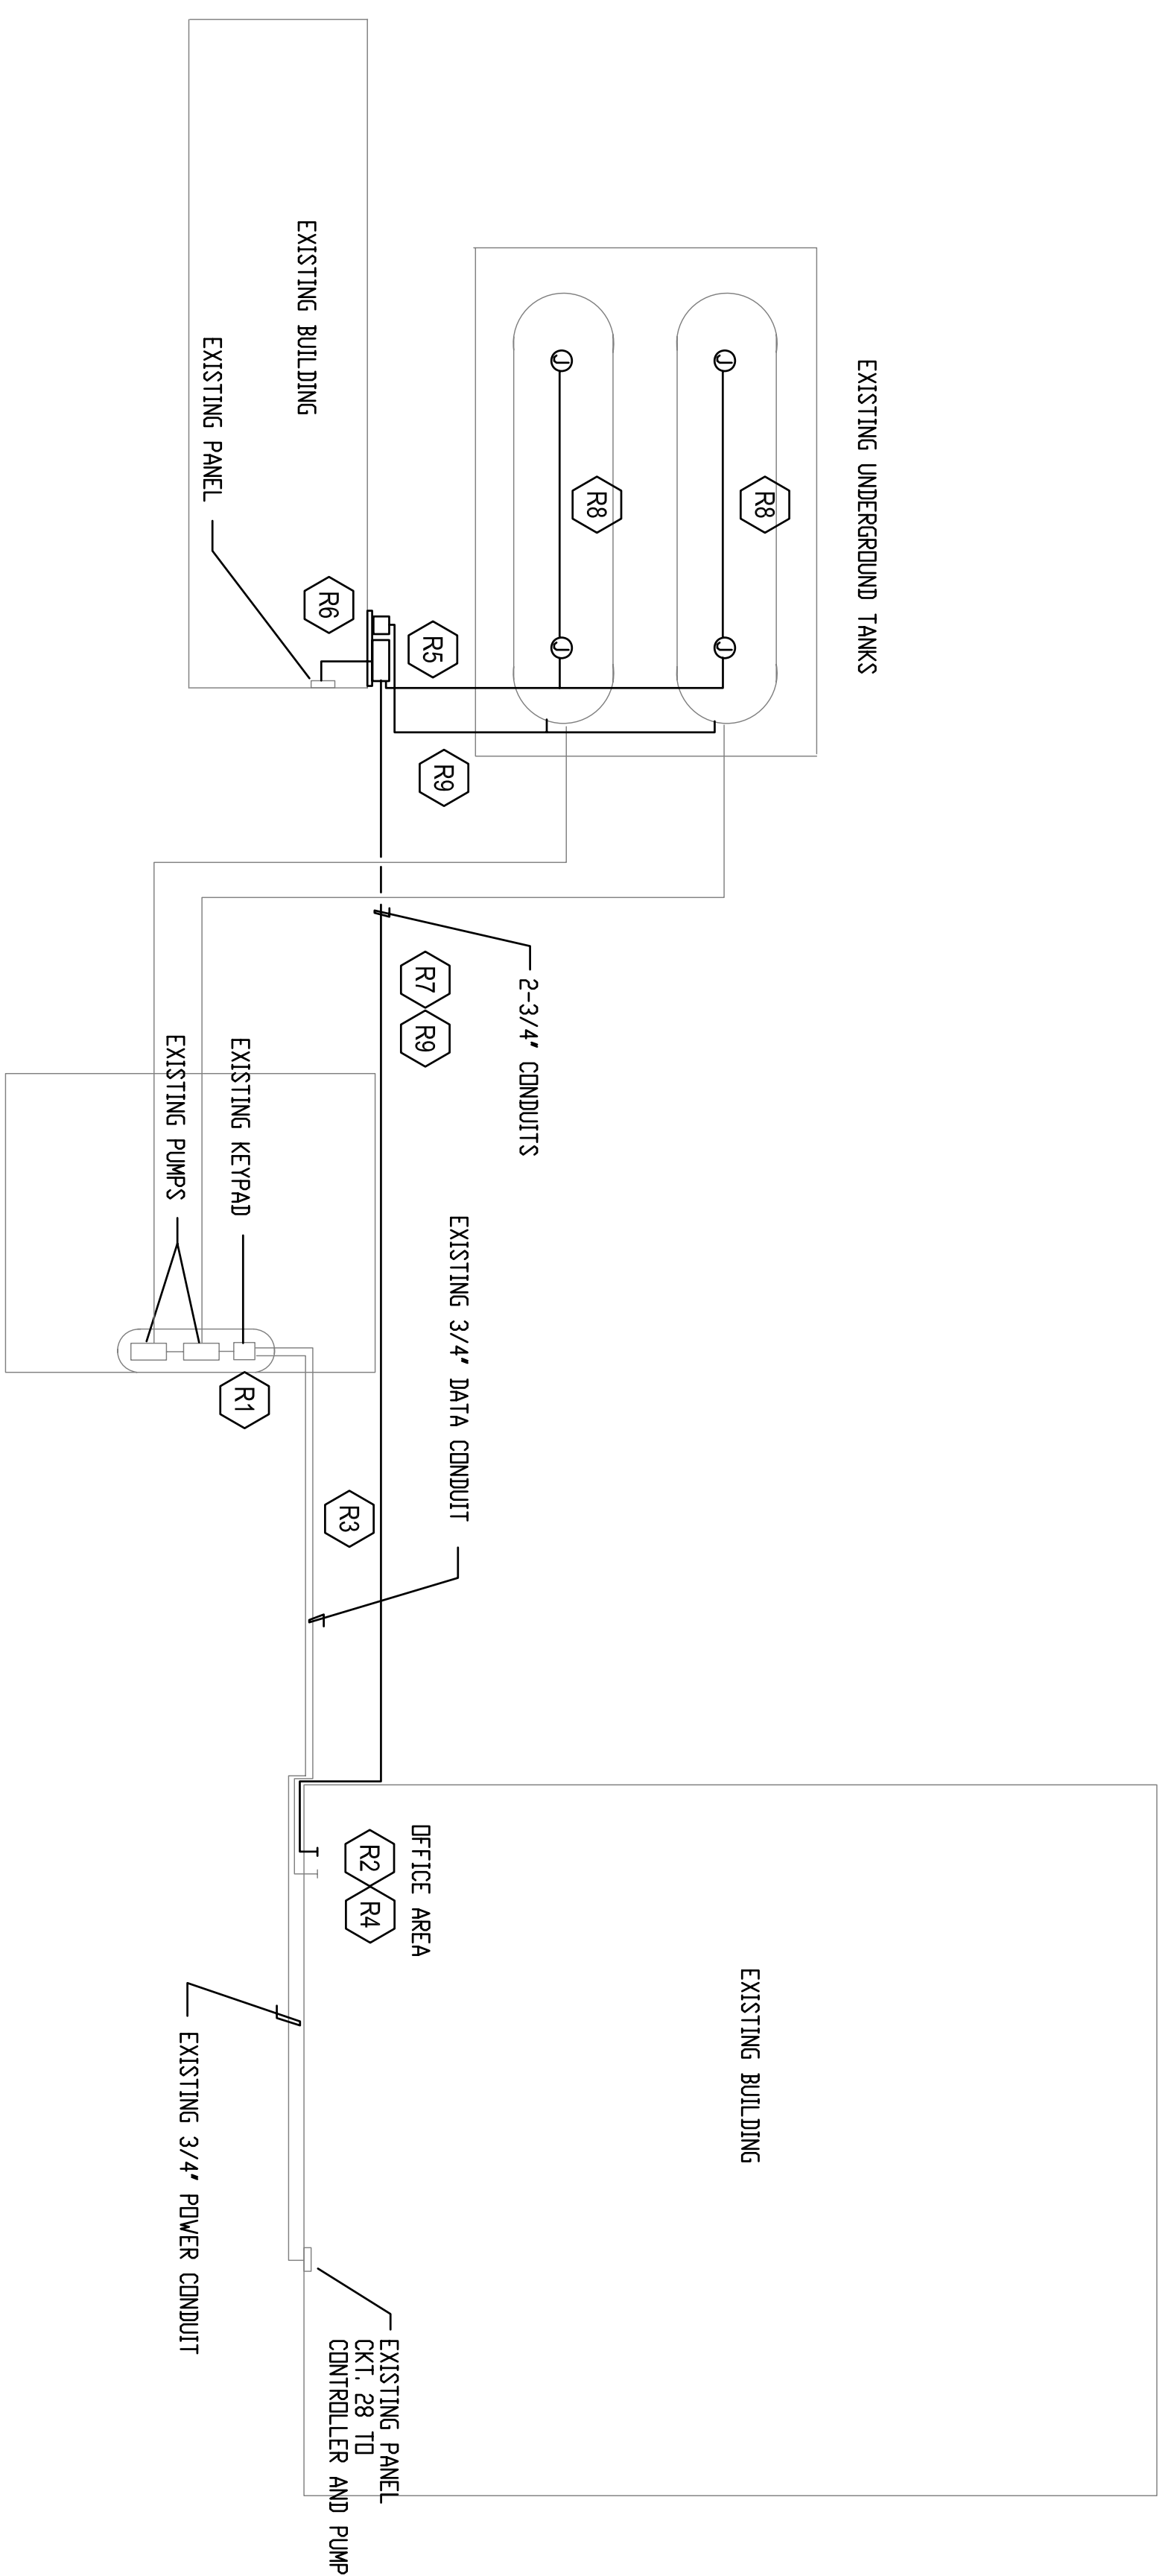 EXISTING UNDERGROUND TANKS
R8
R8
EXISTING BUILDING
EXISTING PANEL
R6
R5
R9
2-3/4" CONDUITS
R7
R9
EXISTING 3/4" DATA CONDUIT
EXISTING KEYPAD
EXISTING PUMPS
R1
R3
OFFICE AREA
R2
R4
EXISTING BUILDING
EXISTING 3/4" POWER CONDUIT
EXISTING PANEL
CKT. 28 TO
CONTROLLER AND PUMP
J
J
J
J